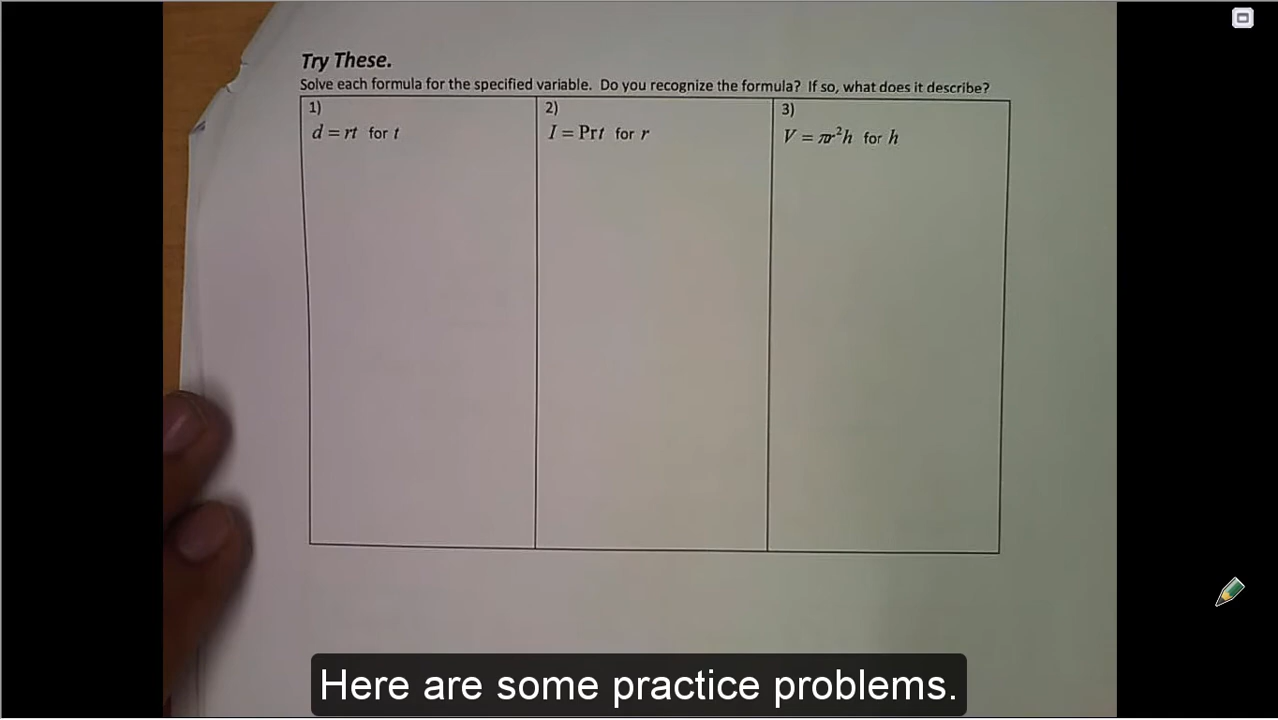 Try These.
Solve each formula for the specified variable. Do you recognize the formula? If so, what does it describe?
1)
d = rt for t
2)
I = Prt for r
3)
V = πr²h for h
Here are some practice problems.